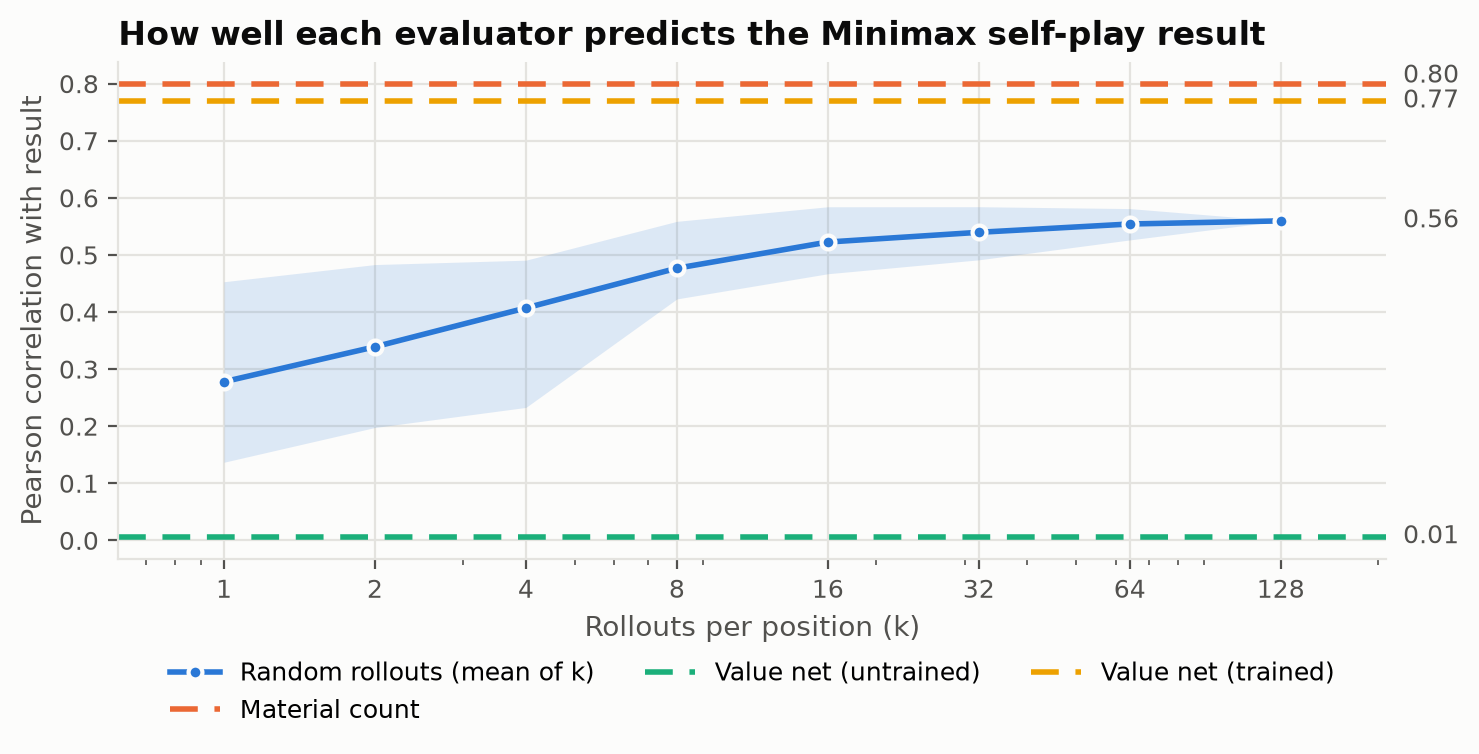 How well each evaluator predicts the Minimax self-play result
Pearson correlation with result
0.8
0.7
0.6
0.5
0.4
0.3
0.2
0.1
0.0
0.80
0.77
0.56
0.01
1 2 4 8 16 32 64 128
Rollouts per position (k)
Random rollouts (mean of k) Value net (untrained) Value net (trained)
Material count